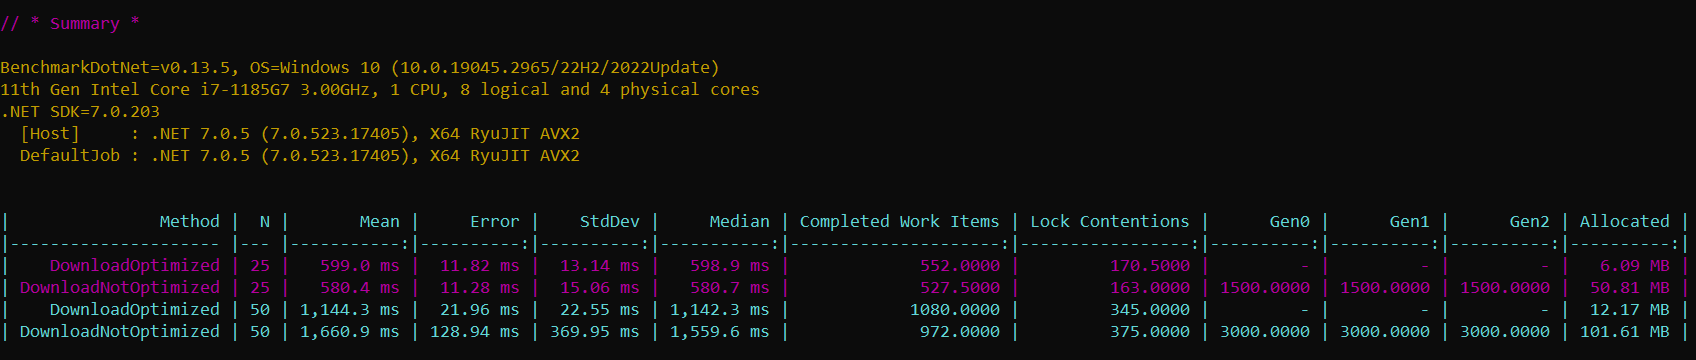 // * Summary *
BenchmarkDotNet=v0.13.5, OS=Windows 10 (10.0.19045.2965/22H2/2022Update)
11th Gen Intel Core i7-1185G7 3.00GHz, 1 CPU, 8 logical and 4 physical cores
.NET SDK=7.0.203
  [Host]     : .NET 7.0.5 (7.0.523.17405), X64 RyuJIT AVX2
  DefaultJob : .NET 7.0.5 (7.0.523.17405), X64 RyuJIT AVX2
|               Method |  N |       Mean |     Error |    StdDev |     Median | Completed Work Items | Lock Contentions |      Gen0 |      Gen1 |      Gen2 | Allocated |
|--------------------- |--- |-----------:|----------:|----------:|-----------:|---------------------:|-----------------:|----------:|----------:|----------:|----------:|
|    DownloadOptimized | 25 |   599.0 ms |  11.82 ms |  13.14 ms |   598.9 ms |             552.0000 |         170.5000 |         - |         - |         - |   6.09 MB |
| DownloadNotOptimized | 25 |   580.4 ms |  11.28 ms |  15.06 ms |   580.7 ms |             527.5000 |         163.0000 | 1500.0000 | 1500.0000 | 1500.0000 |  50.81 MB |
|    DownloadOptimized | 50 | 1,144.3 ms |  21.96 ms |  22.55 ms | 1,142.3 ms |            1080.0000 |         345.0000 |         - |         - |         - |  12.17 MB |
| DownloadNotOptimized | 50 | 1,660.9 ms | 128.94 ms | 369.95 ms | 1,559.6 ms |             972.0000 |         375.0000 | 3000.0000 | 3000.0000 | 3000.0000 | 101.61 MB |